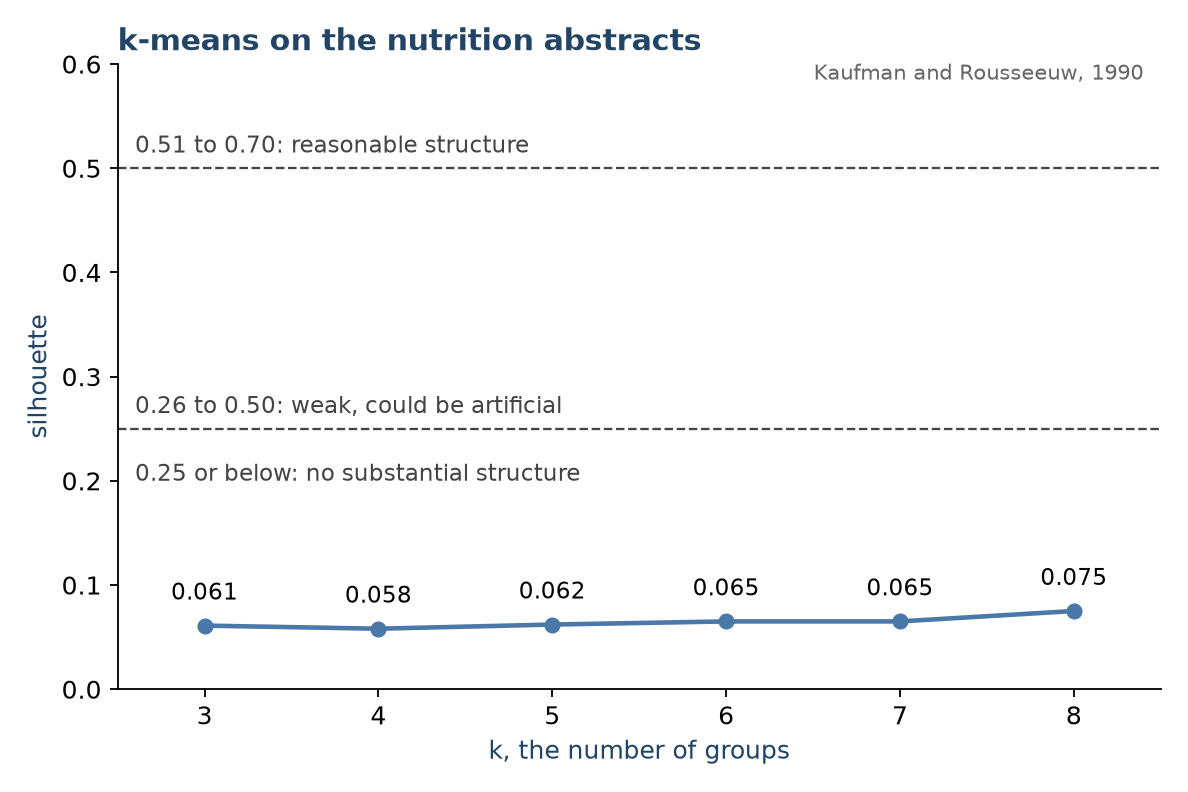 k-means on the nutrition abstracts
Kaufman and Rousseeuw, 1990
0.6
0.51 to 0.70: reasonable structure
0.5
0.4
0.3
0.26 to 0.50: weak, could be artificial
0.25 or below: no substantial structure
0.2
0.1
0.0
silhouette
0.061
0.058
0.062
0.065
0.065
0.075
3 4 5 6 7 8
k, the number of groups